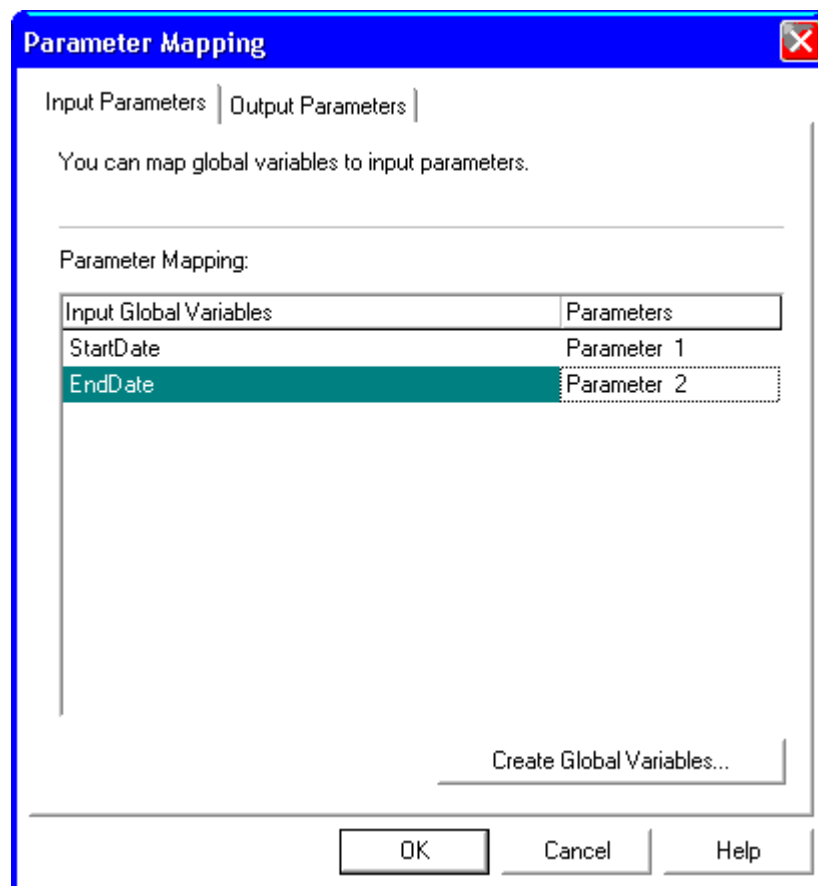 Parameter Mapping
Input Parameters Output Parameters
You can map global variables to input parameters.
Parameter Mapping:
Input Global Variables Parameters
StartDate Parameter 1
EndDate Parameter 2
Create Global Variables...
OK Cancel Help